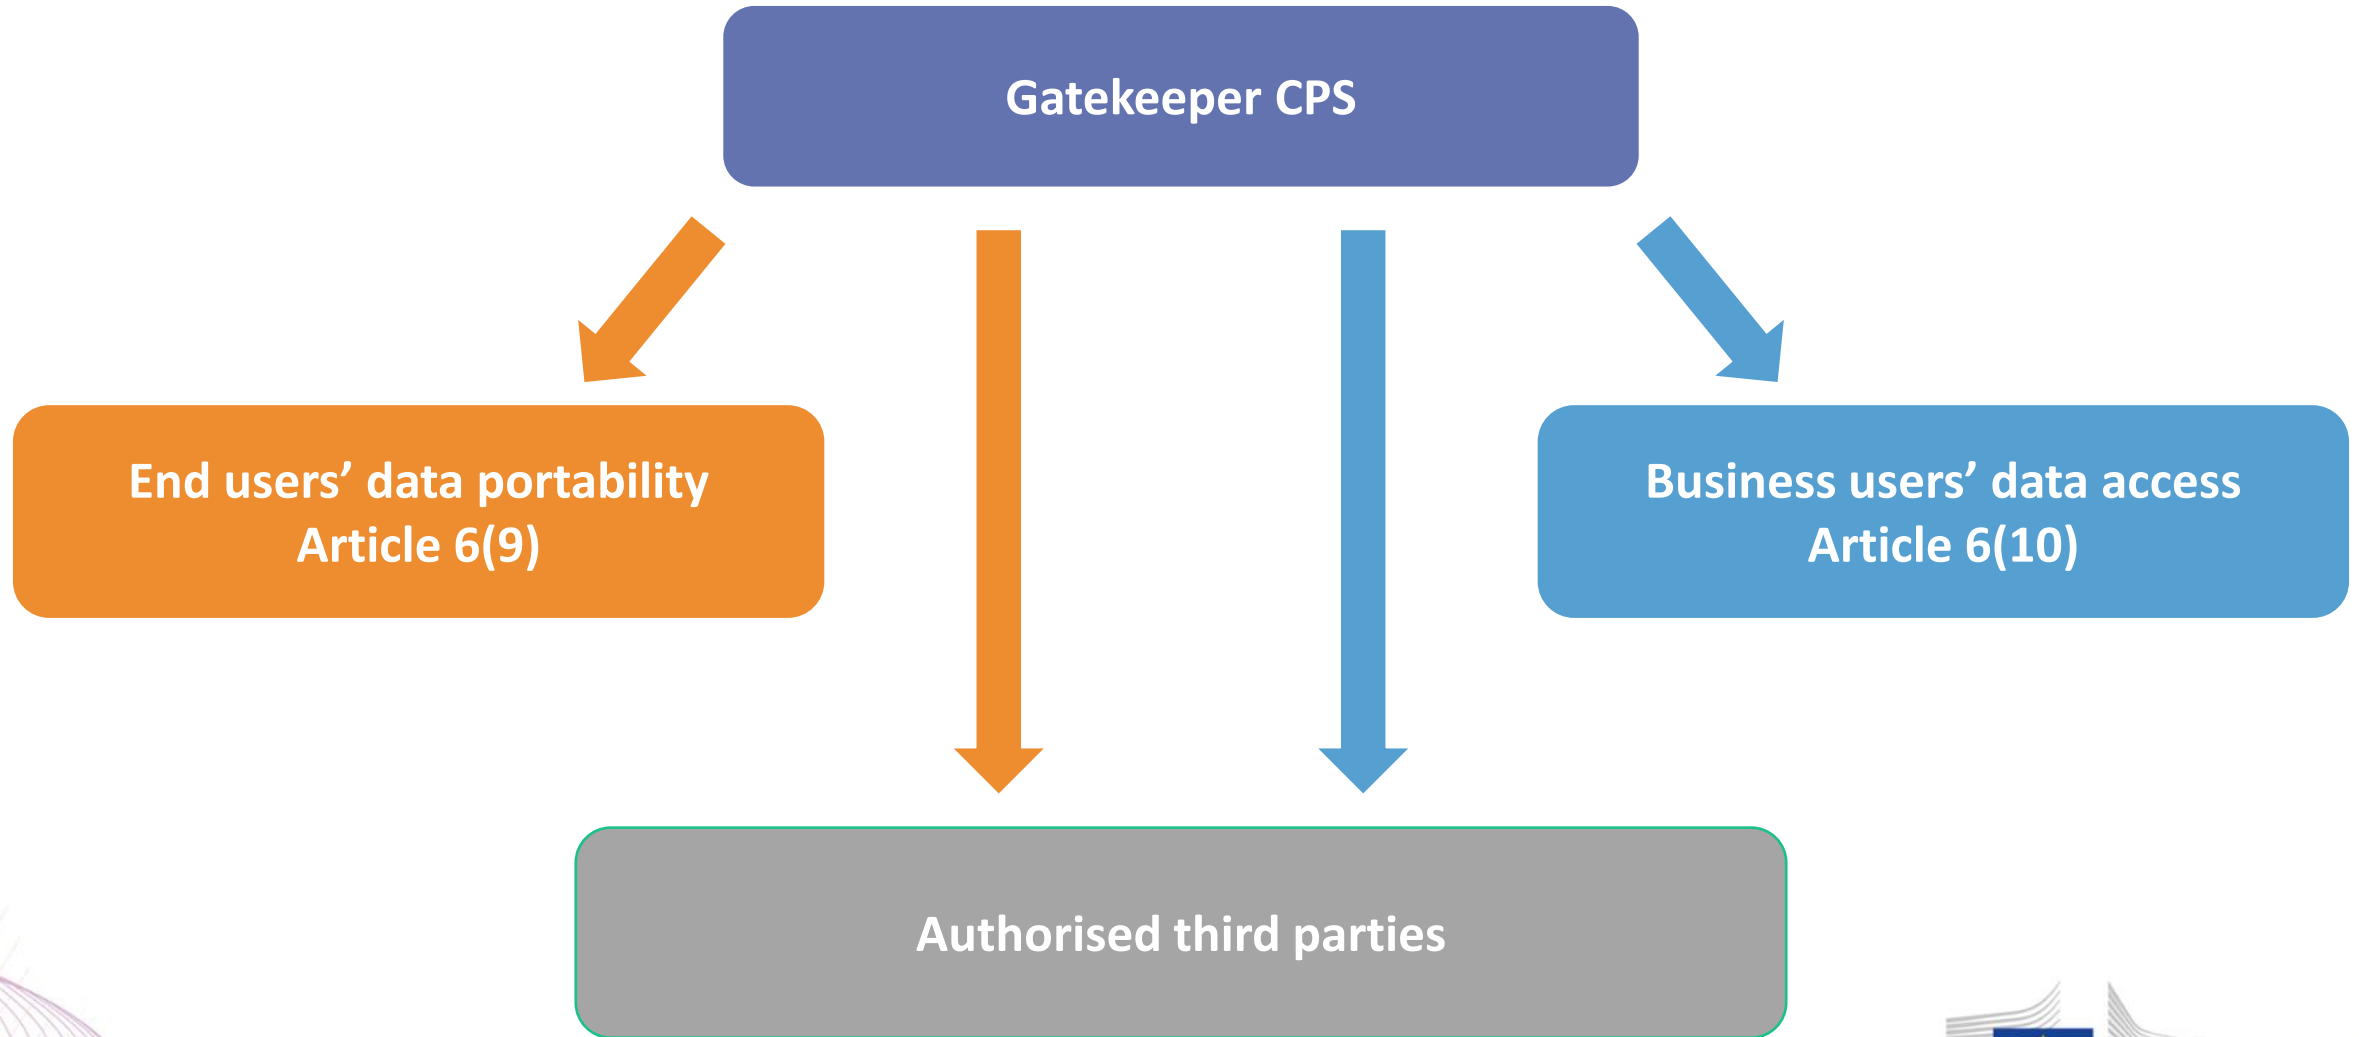 Gatekeeper CPS
End users’ data portability
Article 6(9)
Business users’ data access
Article 6(10)
Authorised third parties